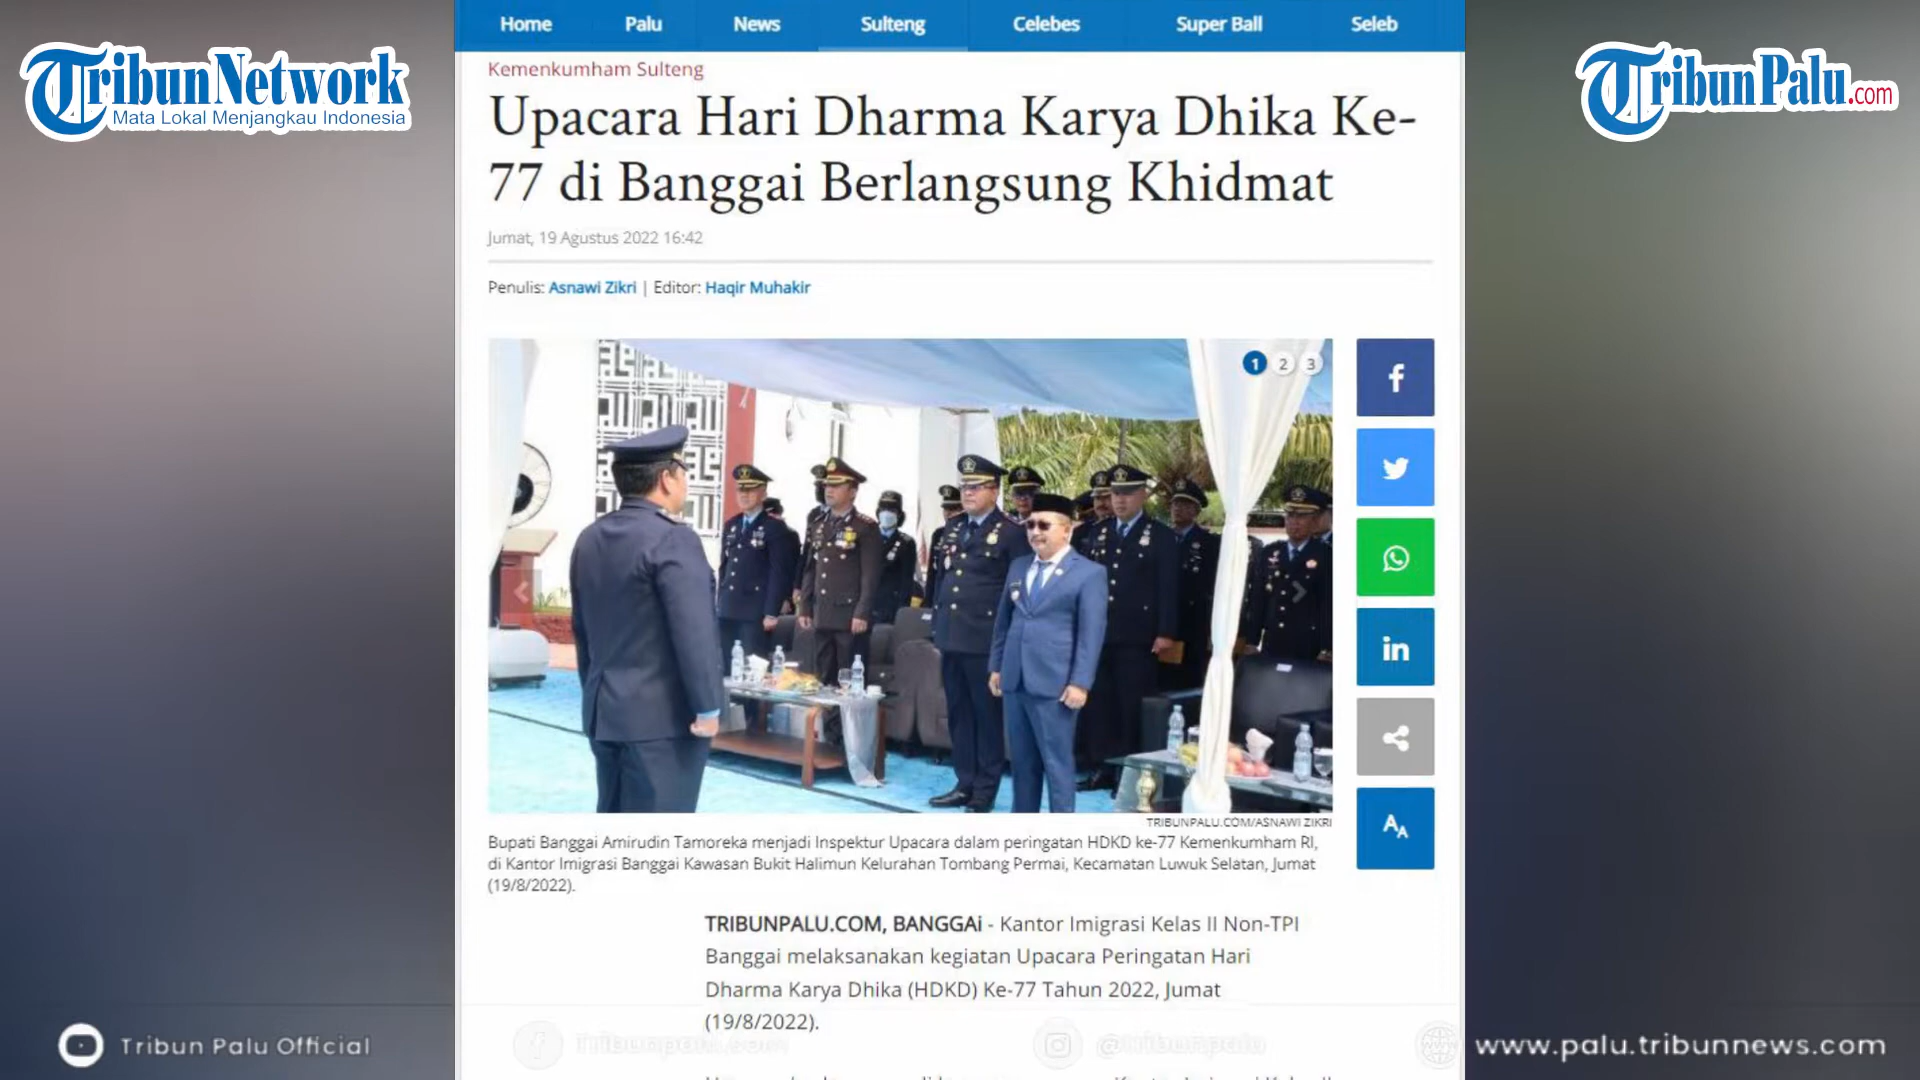 Home Palu News Sulteng Celebes Super Ball Seleb
TribunNetwork
Mata Lokal Menjangkau Indonesia
TribunPalu.com
Kemenkumham Sulteng
Upacara Hari Dharma Karya Dhika Ke-
77 di Banggai Berlangsung Khidmat
Jumat, 19 Agustus 2022 16:42
Penulis: Asnawi Zikri | Editor: Haqir Muhakir
1 2 3
TRIBUNPALU.COM/ASNAWI ZIKRI
Bupati Banggai Amirudin Tamoreka menjadi Inspektur Upacara dalam peringatan HDKD ke-77 Kemenkumham RI,
di Kantor Imigrasi Banggai Kawasan Bukit Halimun Kelurahan Tombang Permai, Kecamatan Luwuk Selatan, Jumat
(19/8/2022).
TRIBUNPALU.COM, BANGGAi - Kantor Imigrasi Kelas II Non-TPI
Banggai melaksanakan kegiatan Upacara Peringatan Hari
Dharma Karya Dhika (HDKD) Ke-77 Tahun 2022, Jumat
(19/8/2022).
Tribun Palu Official
Tribunpalu.com
@tribunpalu
www.palu.tribunnews.com